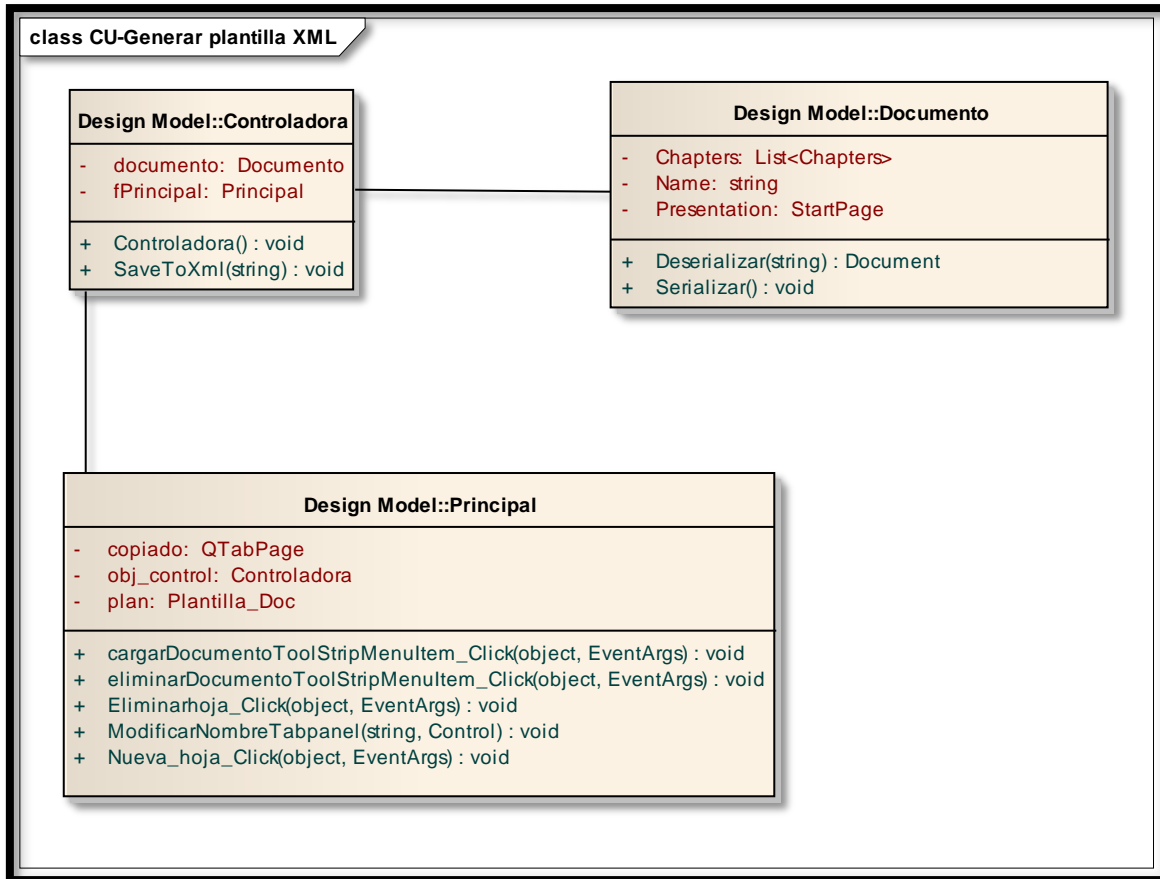 class CU-Generar plantilla XML
Design Model::Controladora
- documento: Documento
- fPrincipal: Principal
+ Controladora() : void
+ SaveToXml(string) : void
Design Model::Documento
- Chapters: List<Chapters>
- Name: string
- Presentation: StartPage
+ Deserializar(string) : Document
+ Serializar() : void
Design Model::Principal
- copiado: QTabPage
- obj_control: Controladora
- plan: Plantilla_Doc
+ cargarDocumentoToolStripMenuItem_Click(object, EventArgs) : void
+ eliminarDocumentoToolStripMenuItem_Click(object, EventArgs) : void
+ Eliminarhoja_Click(object, EventArgs) : void
+ ModificarNombreTabpanel(string, Control) : void
+ Nueva_hoja_Click(object, EventArgs) : void